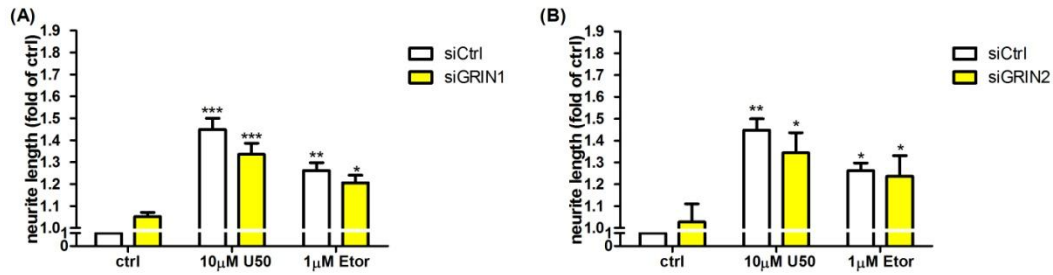 (A)
neurite length (fold of ctrl)
1.9
1.8
1.7
1.6
1.5
1.4
1.3
1.2
1.1
1.0
1
0
***
***
**
*
ctrl
10μM U50
1μM Etor
siCtrl
siGRIN1
(B)
neurite length (fold of ctrl)
1.9
1.8
1.7
1.6
1.5
1.4
1.3
1.2
1.1
1.0
1
0
**
*
*
*
ctrl
10μM U50
1μM Etor
siCtrl
siGRIN2